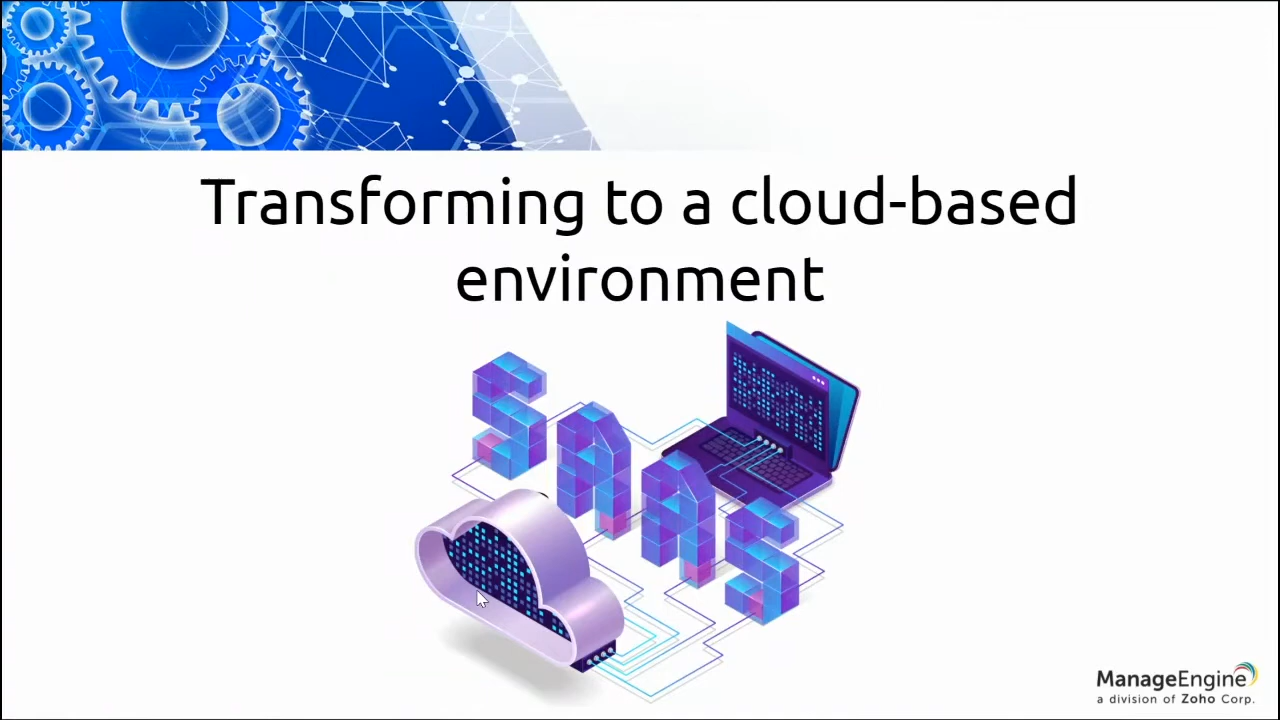 Transforming to a cloud-based
environment
SAAS
ManageEngine
a division of Zoho Corp.